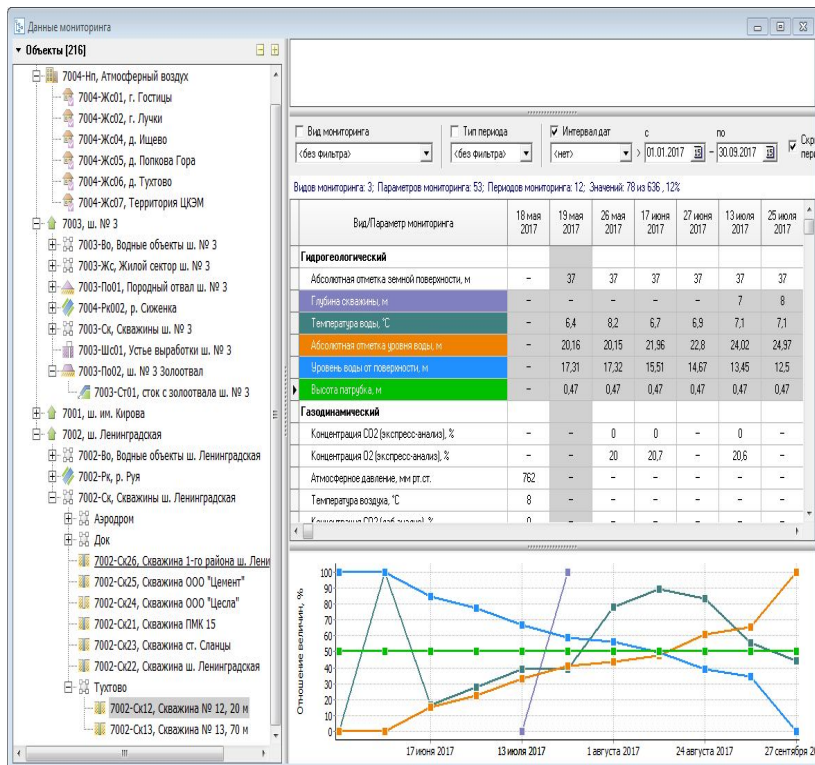 Данные мониторинга
Объекты [216]
7004-Нп, Атмосферный воздух
7004-Жс01, г. Гостицы
7004-Жс02, г. Лучки
7004-Жс04, д. Ищево
7004-Жс05, д. Попкова Гора
7004-Жс06, д. Тухтово
7004-Жс07, Территория ЦКЭМ
7003, ш. № 3
7003-Во, Водные объекты ш. № 3
7003-Жс, Жилой сектор ш. № 3
7003-По01, Породный отвал ш. № 3
7004-Рк002, р. Сиженка
7003-Ск, Скважины ш. № 3
7003-Шс01, Устье выработки ш. № 3
7003-По02, ш. № 3 Золоотвал
7003-Ст01, сток с золоотвала ш. № 3
7001, ш. им. Кирова
7002, ш. Ленинградская
7002-Во, Водные объекты ш. Ленинградская
7002-Рк, р. Руя
7002-Ск, Скважины ш. Ленинградская
Аэродром
Док
7002-Ск26, Скважина 1-го района ш. Лени
7002-Ск25, Скважина ООО "Цемент"
7002-Ск24, Скважина ООО "Цесла"
7002-Ск21, Скважина ПМК 15
7002-Ск23, Скважина ст. Сланцы
7002-Ск22, Скважина ш. Ленинградская
Тухтово
7002-Ск12, Скважина № 12, 20 м
7002-Ск13, Скважина № 13, 70 м
Вид мониторинга Тип периода Интервал дат с по Скр
<без фильтра> <без фильтра> <нет> > 01.01.2017 15 – 30.09.2017 15 пери
Видов мониторинга: 3; Параметров мониторинга: 53; Периодов мониторинга: 12; Значений: 78 из 636 , 12%
Вид/Параметр мониторинга 18 мая 2017 19 мая 2017 26 мая 2017 17 июня 2017 27 июня 2017 13 июля 2017 25 июля 2017
Гидрогеологический
Абсолютная отметка земной поверхности, м – 37 37 37 37 37 37
Глубина скважины, м – – – – – 7 8
Температура воды, °C – 6,4 8,2 6,7 6,9 7,1 7,1
Абсолютная отметка уровня воды, м – 20,16 20,15 21,96 22,8 24,02 24,97
Уровень воды от поверхности, м – 17,31 17,32 15,51 14,67 13,45 12,5
Высота патрубка, м – 0,47 0,47 0,47 0,47 0,47 0,47
Газодинамический
Концентрация CO2 (экспресс-анализ), % – – 0 0 – 0 –
Концентрация O2 (экспресс-анализ), % – – 20 20,7 – 20,6 –
Атмосферное давление, мм рт.ст. 762 – – – – – –
Температура воздуха, °C 8 – – – – – –
Отношение величин, %
100
90
80
70
60
50
40
30
20
10
0
17 июня 2017 13 июля 2017 1 августа 2017 24 августа 2017 27 сентября 20